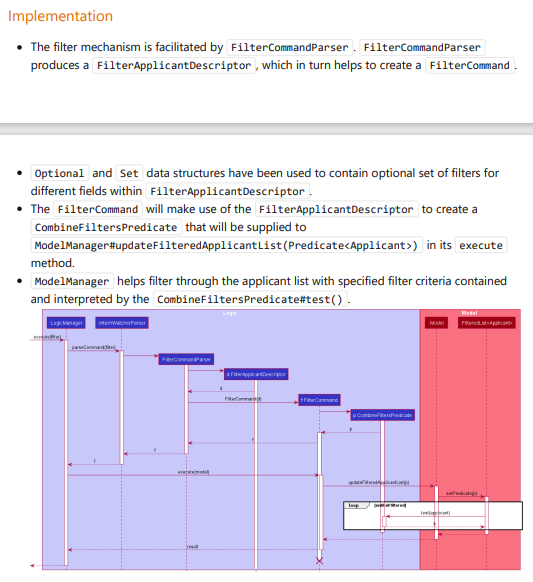 Implementation
• The filter mechanism is facilitated by FilterCommandParser . FilterCommandParser
produces a FilterApplicantDescriptor , which in turn helps to create a FilterCommand .
• Optional and Set data structures have been used to contain optional set of filters for
different fields within FilterApplicantDescriptor .
• The FilterCommand will make use of the FilterApplicantDescriptor to create a
CombineFiltersPredicate that will be supplied to
ModelManager#updateFilteredApplicantList(Predicate<Applicant>) in its execute
method.
• ModelManager helps filter through the applicant list with specified filter criteria contained
and interpreted by the CombineFiltersPredicate#test() .
Logic
Model
LogicManager
InternWatcherParser
Model
FilteredList<Applicant>
execute(filter)
parseCommand(filter)
FilterCommandParser
d:FilterApplicantDescriptor
d
FilterCommand(d)
f:FilterCommand
p:CombineFiltersPredicate
p
f
f
f
execute(model)
updateFilteredApplicantList(p)
setPredicate(p)
loop
test(applicant)
result